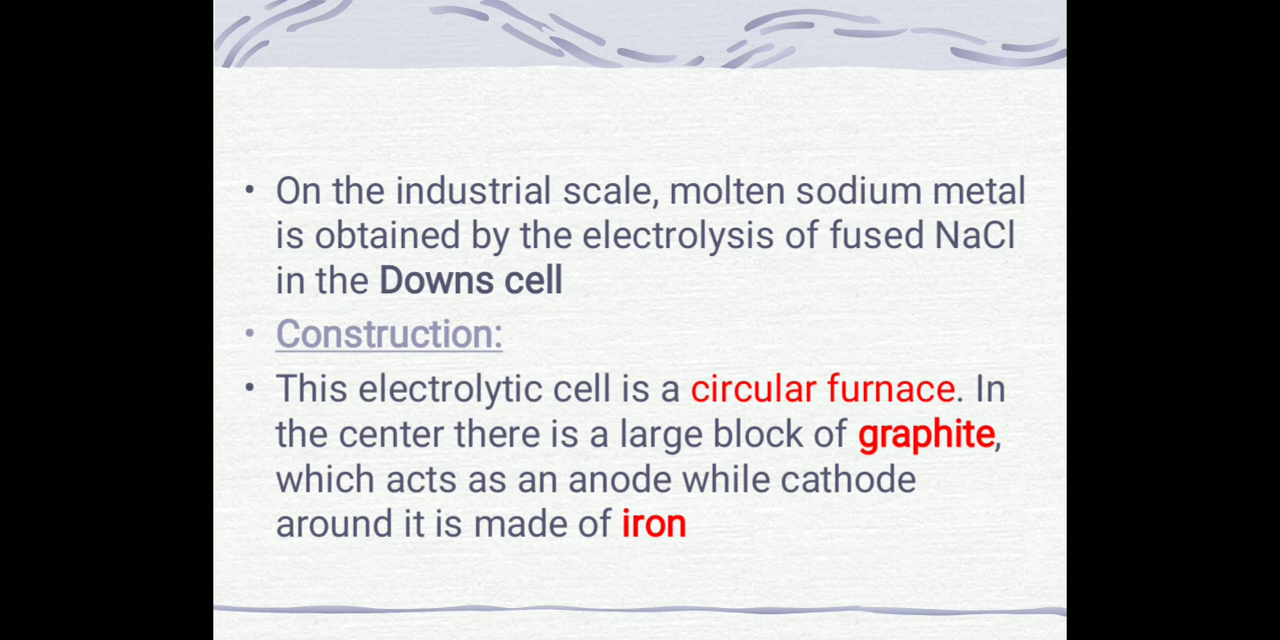 • On the industrial scale, molten sodium metal
is obtained by the electrolysis of fused NaCl
in the Downs cell
• Construction:
• This electrolytic cell is a circular furnace. In
the center there is a large block of graphite,
which acts as an anode while cathode
around it is made of iron